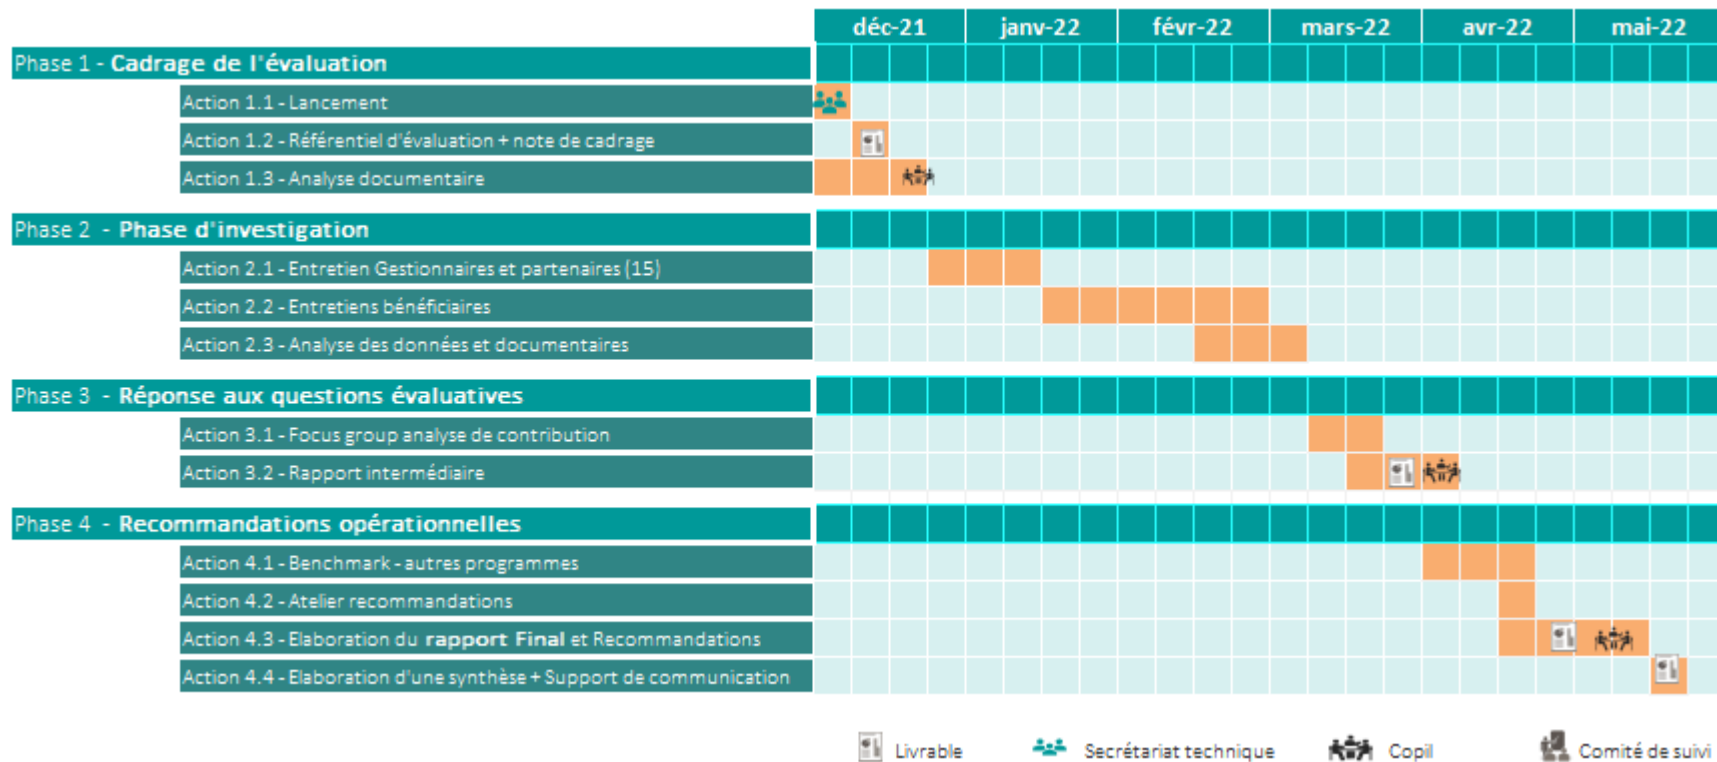 déc-21 janv-22 févr-22 mars-22 avr-22 mai-22
Phase 1 - Cadrage de l'évaluation
Action 1.1 - Lancement
Action 1.2 - Référentiel d'évaluation + note de cadrage
Action 1.3 - Analyse documentaire
Phase 2 - Phase d'investigation
Action 2.1 - Entretien Gestionnaires et partenaires (15)
Action 2.2 - Entretiens bénéficiaires
Action 2.3 - Analyse des données et documentaires
Phase 3 - Réponse aux questions évaluatives
Action 3.1 - Focus group analyse de contribution
Action 3.2 - Rapport intermédiaire
Phase 4 - Recommandations opérationnelles
Action 4.1 - Benchmark - autres programmes
Action 4.2 - Atelier recommandations
Action 4.3 - Elaboration du rapport Final et Recommandations
Action 4.4 - Elaboration d'une synthèse + Support de communication
Livrable Secrétariat technique Copil Comité de suivi